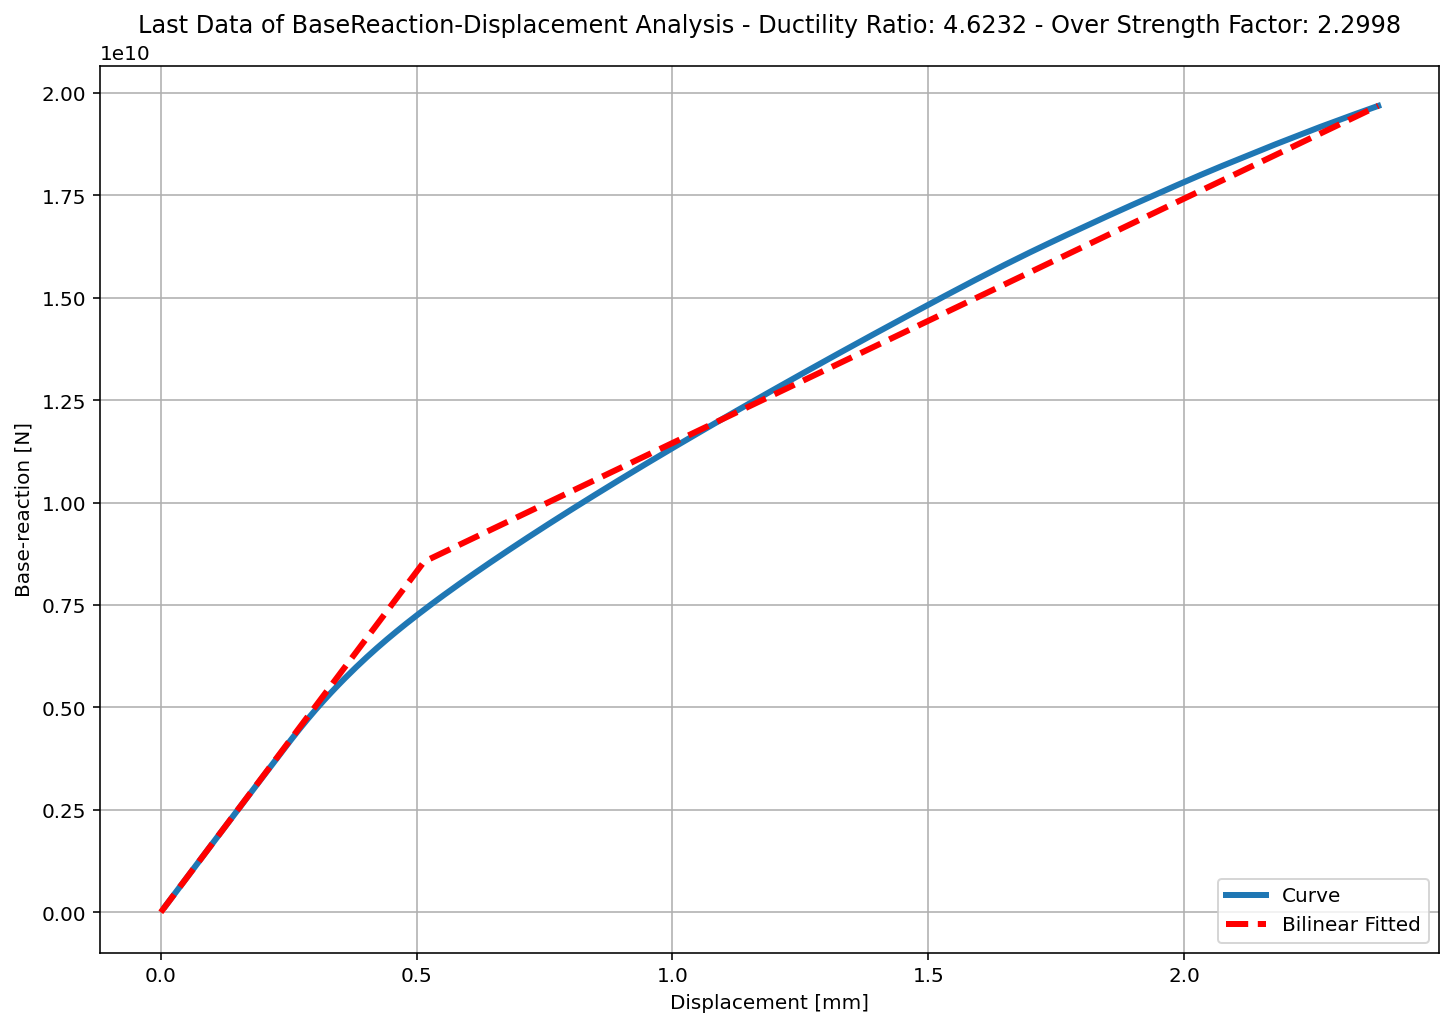 Last Data of BaseReaction-Displacement Analysis - Ductility Ratio: 4.6232 - Over Strength Factor: 2.2998
1e10
2.00
1.75
1.50
1.25
1.00
0.75
0.50
0.25
0.00
Base-reaction [N]
Curve
Bilinear Fitted
0.0 0.5 1.0 1.5 2.0
Displacement [mm]